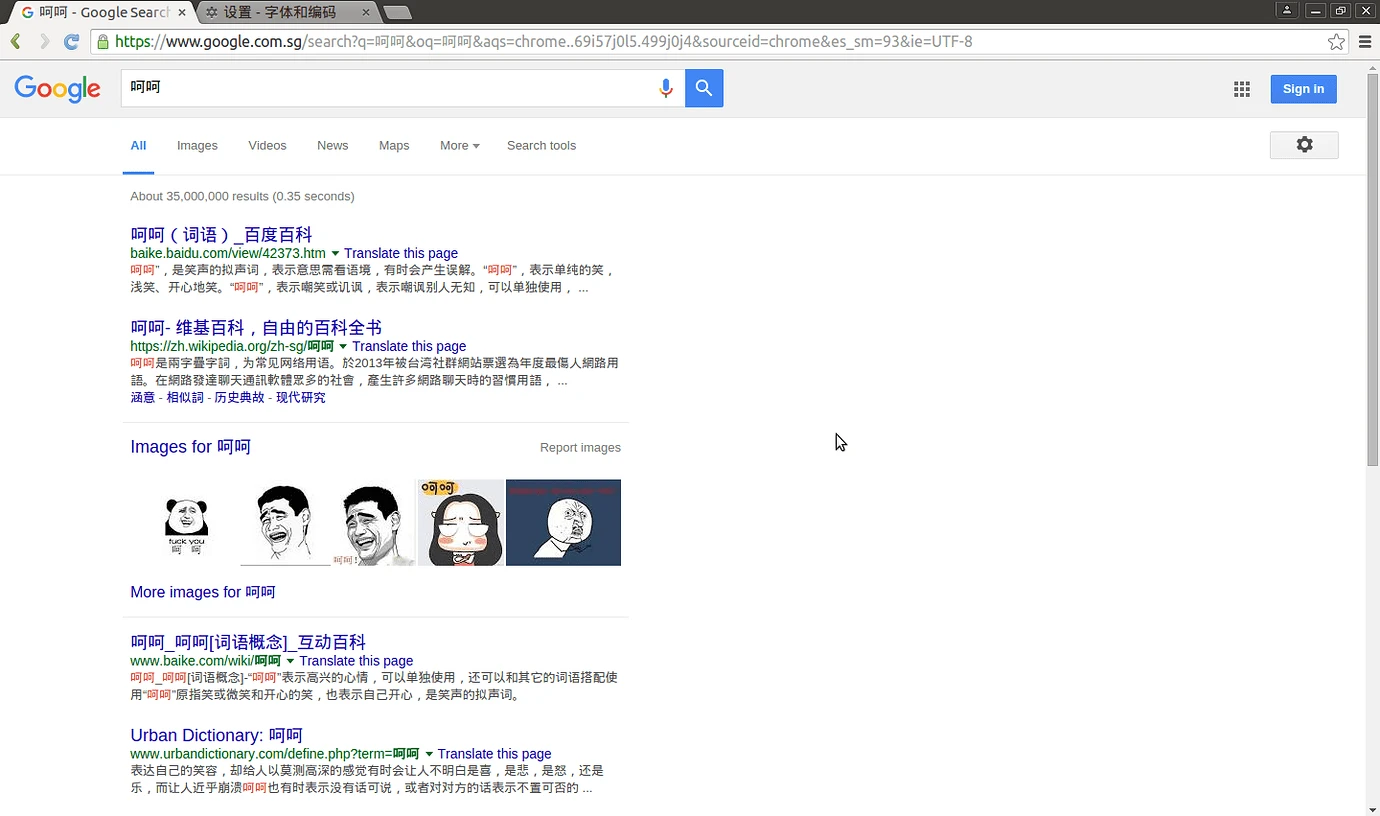 呵呵 - Google Search
设置 - 字体和编码
https://www.google.com.sg/search?q=呵呵&oq=呵呵&aqs=chrome..69i57j0l5.499j0j4&sourceid=chrome&es_sm=93&ie=UTF-8
Google
呵呵
Sign in
All Images Videos News Maps More Search tools
About 35,000,000 results (0.35 seconds)
呵呵（词语）_百度百科
baike.baidu.com/view/42373.htm Translate this page
呵呵”，是笑声的拟声词，表示意思需看语境，有时会产生误解。“呵呵”，表示单纯的笑，
浅笑、开心地笑。“呵呵”，表示嘲笑或讥讽，表示嘲讽别人无知，可以单独使用， ...
呵呵- 维基百科，自由的百科全书
https://zh.wikipedia.org/zh-sg/呵呵 Translate this page
呵呵是兩字疊字詞，为常见网络用语。於2013年被台湾社群網站票選為年度最傷人網路用
語。在網路發達聊天通訊軟體眾多的社會，產生許多網路聊天時的習慣用語， ...
涵意 - 相似詞 - 历史典故 - 现代研究
Images for 呵呵
Report images
fuck you
呵 呵
呵呵!
呵呵
More images for 呵呵
呵呵_呵呵[词语概念]_互动百科
www.baike.com/wiki/呵呵 Translate this page
呵呵_呵呵[词语概念]-“呵呵”表示高兴的心情，可以单独使用，还可以和其它的词语搭配使
用“呵呵”原指笑或微笑和开心的笑，也表示自己开心，是笑声的拟声词。
Urban Dictionary: 呵呵
www.urbandictionary.com/define.php?term=呵呵 Translate this page
表达自己的笑容，却给人以莫测高深的感觉有时会让人不明白是喜，是悲，是怒，还是
乐，而让人近乎崩溃呵呵也有时表示没有话可说，或者对对方的话表示不置可否的 ...